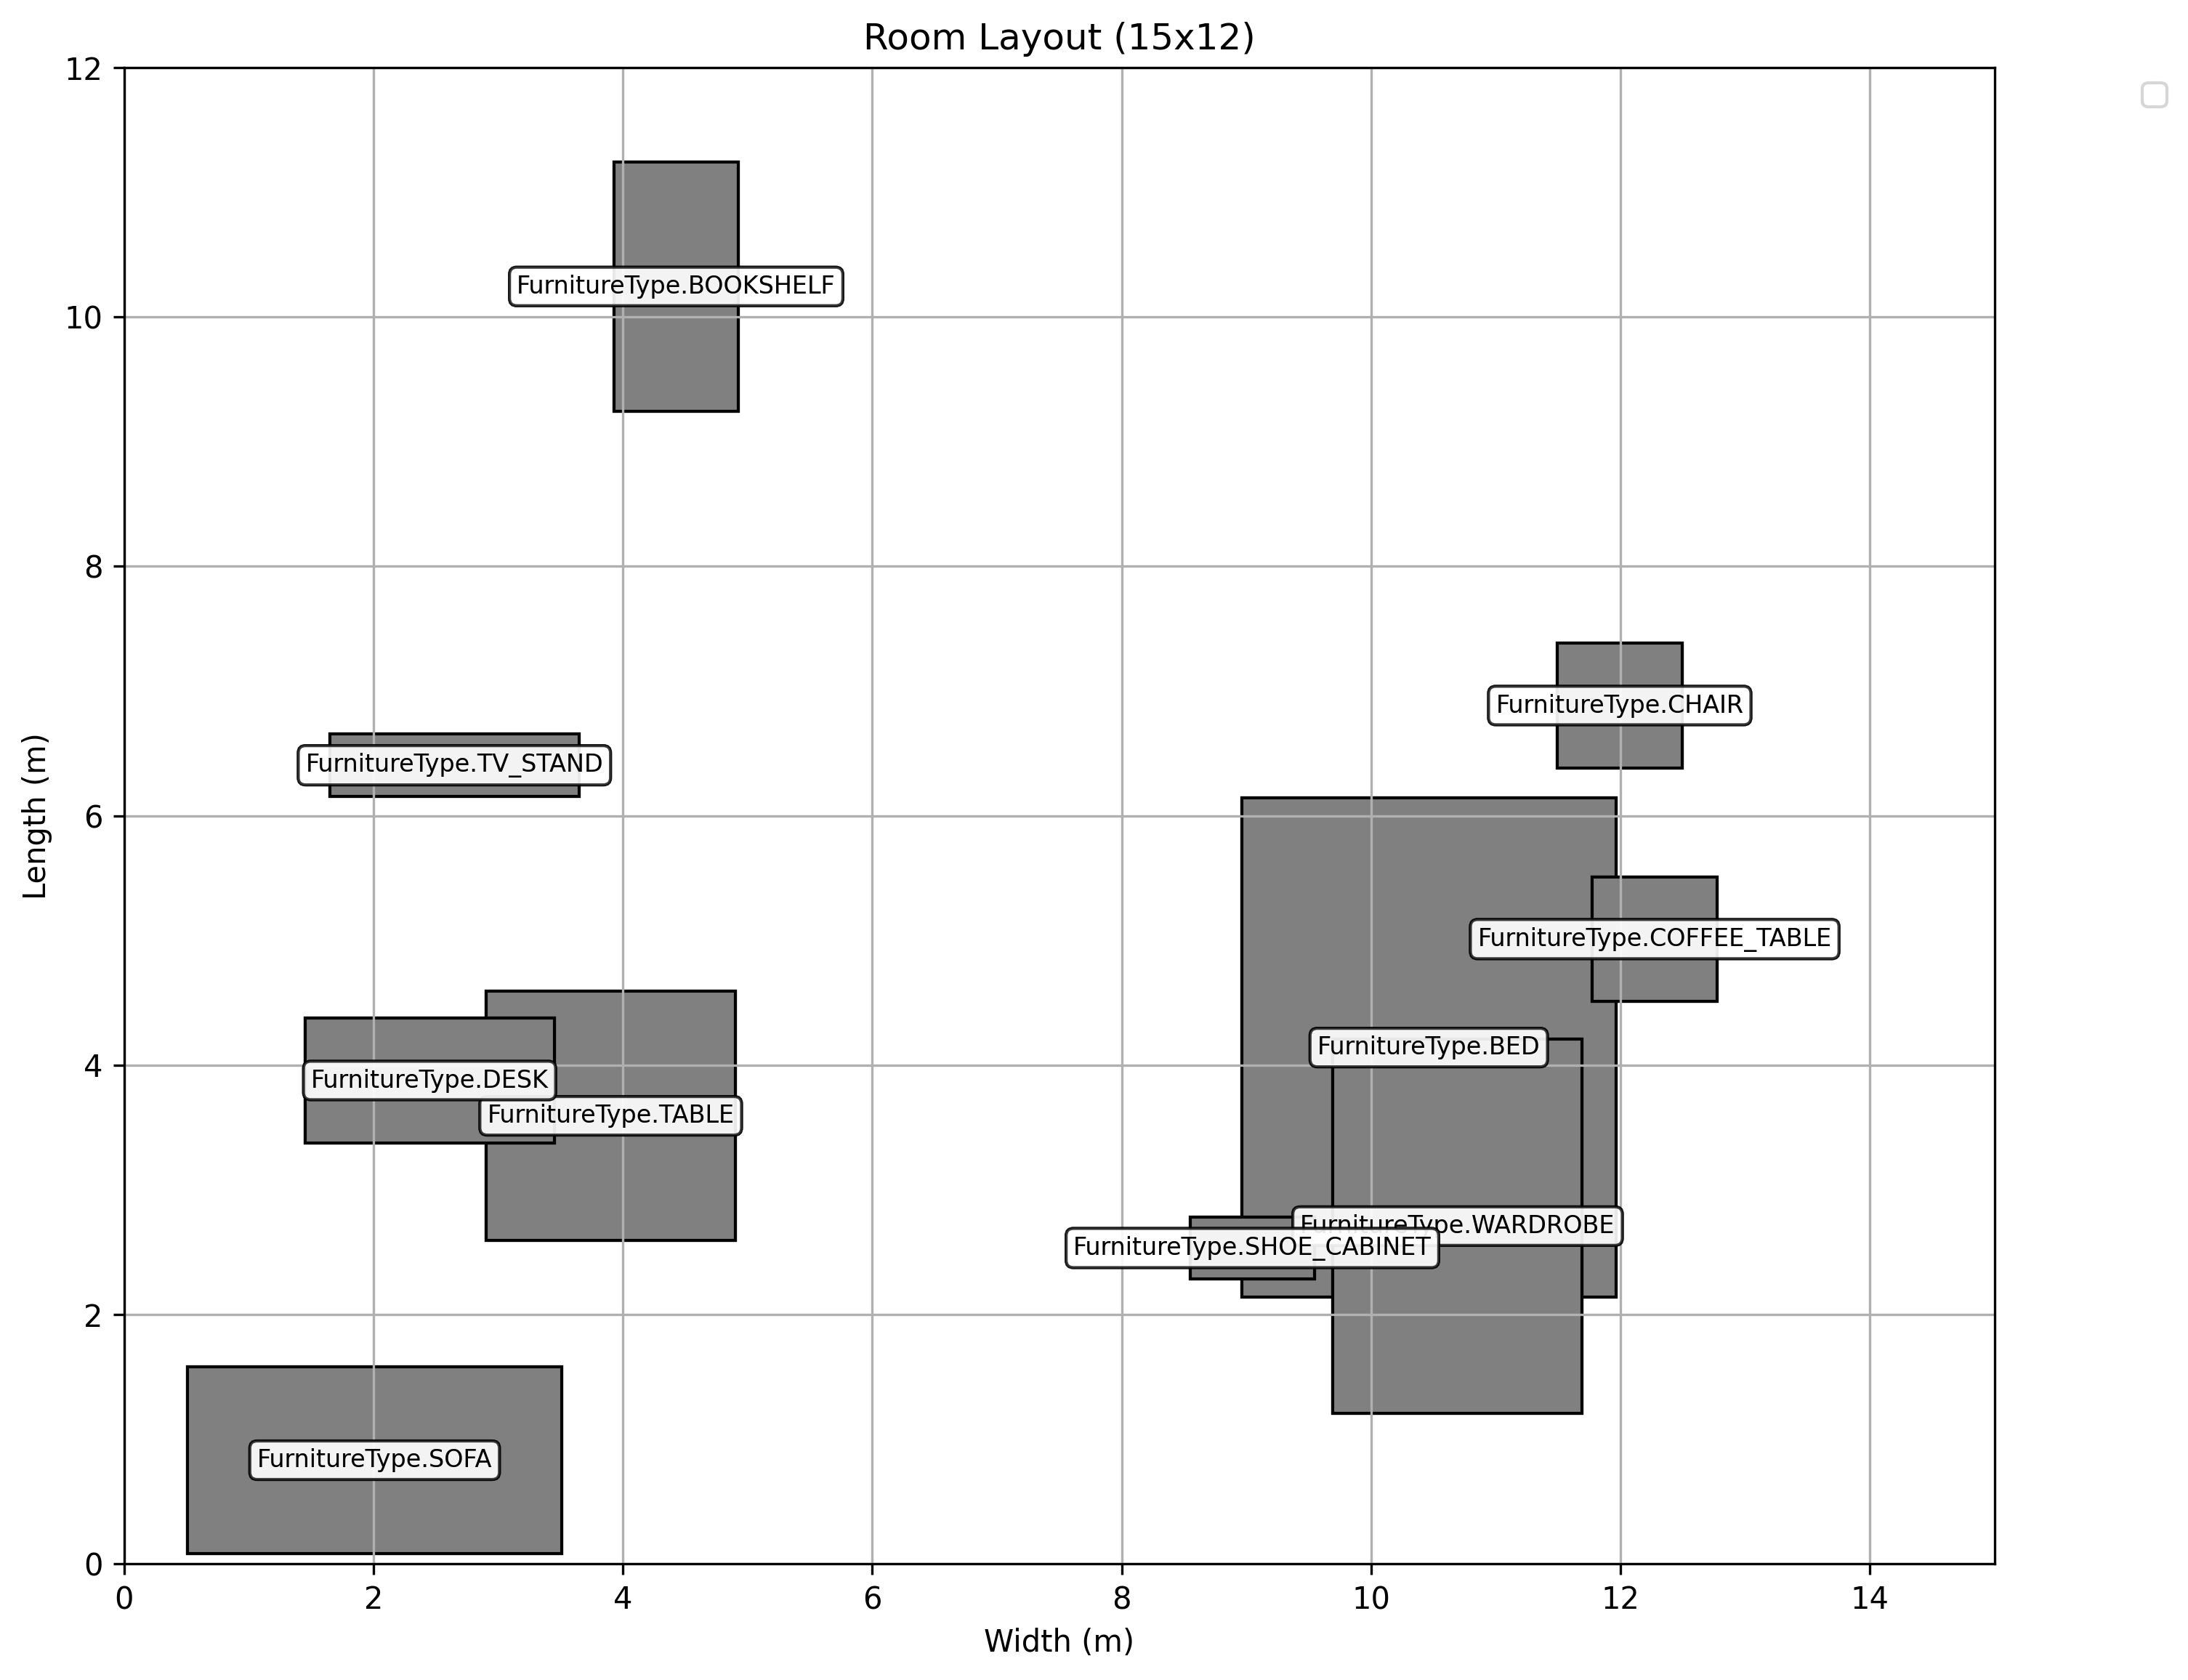 Room Layout (15x12)
12
10
8
6
4
2
0
Length (m)
FurnitureType.BOOKSHELF
FurnitureType.CHAIR
FurnitureType.TV_STAND
FurnitureType.COFFEE_TABLE
FurnitureType.BED
FurnitureType.DESK
FurnitureType.TABLE
FurnitureType.WARDROBE
FurnitureType.SHOE_CABINET
FurnitureType.SOFA
0 2 4 6 8 10 12 14
Width (m)